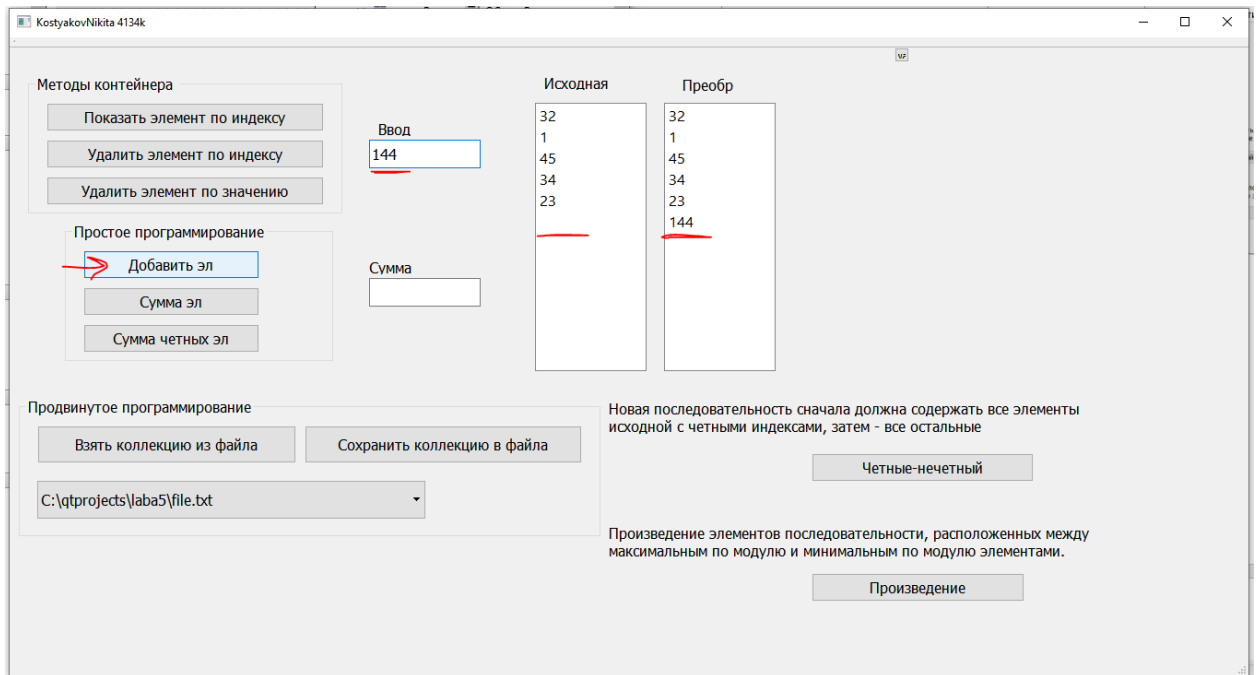 KostyakovNikita 4134k
Методы контейнера
Показать элемент по индексу
Удалить элемент по индексу
Удалить элемент по значению
Простое программирование
Добавить эл
Сумма эл
Сумма четных эл
Ввод
144
Сумма
Исходная
32
1
45
34
23
Преобр
32
1
45
34
23
144
Продвинутое программирование
Взять коллекцию из файла
Сохранить коллекцию в файла
C:\qtprojects\laba5\file.txt
Новая последовательность сначала должна содержать все элементы
исходной с четными индексами, затем - все остальные
Четные-нечетный
Произведение элементов последовательности, расположенных между
максимальным по модулю и минимальным по модулю элементами.
Произведение